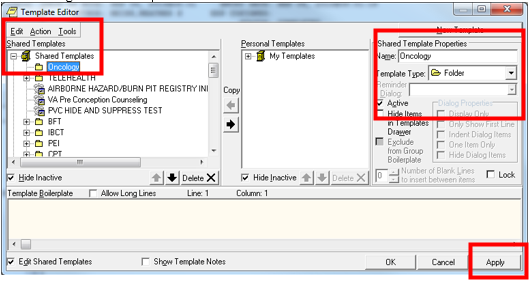 Template Editor
Edit Action Tools
New Template
Shared Templates
Personal Templates
Shared Template Properties
Shared Templates
My Templates
Name: Oncology
Oncology
Template Type: Folder
TELEHEALTH
Reminder
Dialog:
AIRBORNE HAZARD/BURN PIT REGISTRY INI
Copy
VA Pre Conception Counseling
Active
Dialog Properties
PVC HIDE AND SUPPRESS TEST
Hide Items
in Templates
Drawer
Display Only
BFT
Only Show First Line
IBCT
Indent Dialog Items
PEI
Exclude
from Group
Boilerplate
One Item Only
CPT
Hide Dialog Items
Hide Inactive
Delete
Hide Inactive
Delete
0
Number of Blank Lines
to insert between items
Lock
Template Boilerplate
Allow Long Lines
Line: 1
Column: 1
Edit Shared Templates
Show Template Notes
OK
Cancel
Apply